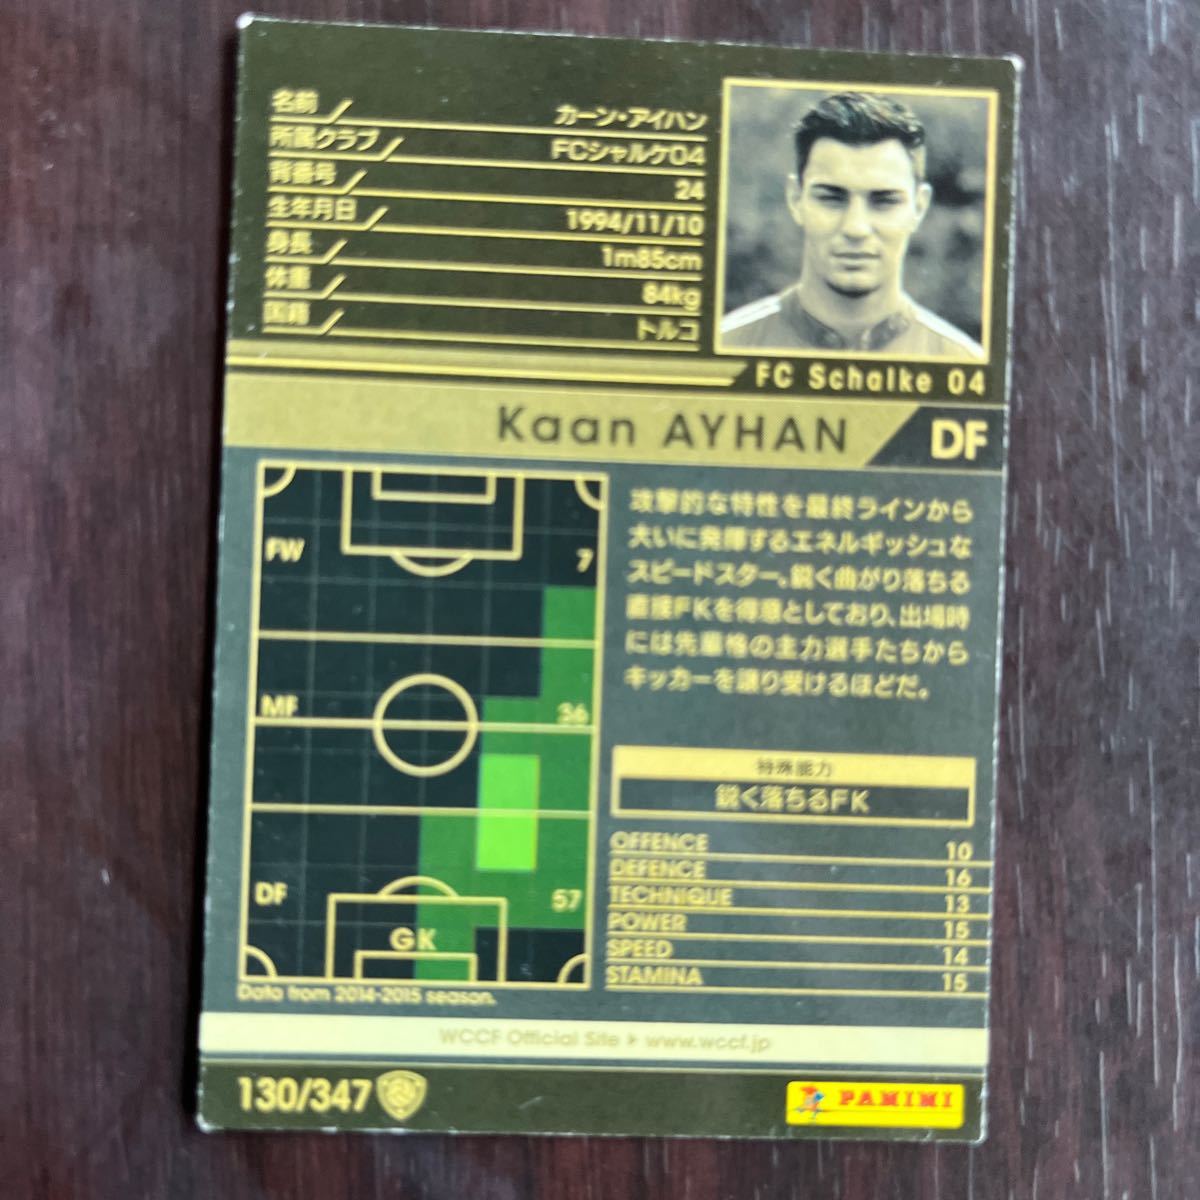 名前 カーン・アイハン
所属クラブ FCシャルケ04
背番号 24
生年月日 1994/11/10
身長 1m85cm
体重 84kg
国籍 トルコ
FC Schalke 04
Kaan AYHAN DF
攻撃的な特性を最終ラインから
大いに発揮するエネルギッシュな
スピードスター。鋭く曲がり落ちる
直接FKを得意としており、出場時
には先輩格の主力選手たちから
キッカーを譲り受けるほどだ。
FW 7
MF 36
DF 57
GK
Data from 2014-2015 season.
特殊能力
鋭く落ちるFK
OFFENCE 10
DEFENCE 16
TECHNIQUE 13
POWER 15
SPEED 14
STAMINA 15
WCCF Official Site ▶ www.wccf.jp
130/347
PANINI